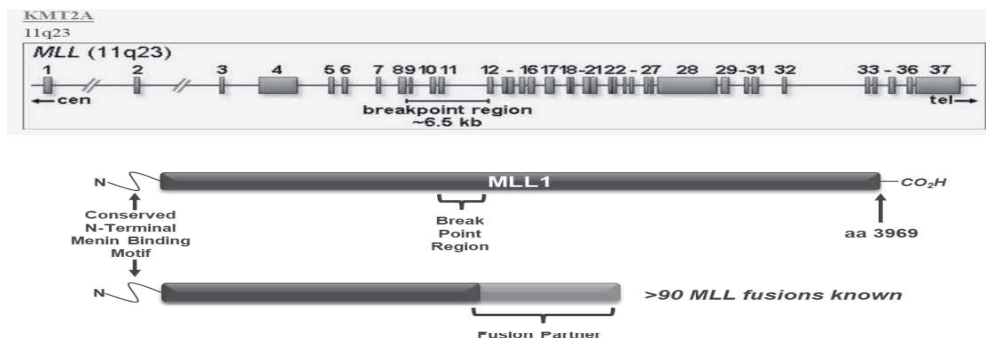 KMT2A
11q23
MLL (11q23)
1 2 3 4 5 6 7 8 9 10 11 12 - 16 17 18 - 21 22 - 27 28 29 - 31 32 33 - 36 37
←cen
tel→
breakpoint region
~6.5 kb
N
MLL1
CO2H
Conserved
N-Terminal
Menin Binding
Motif
Break
Point
Region
aa 3969
N
>90 MLL fusions known
Fusion Partner